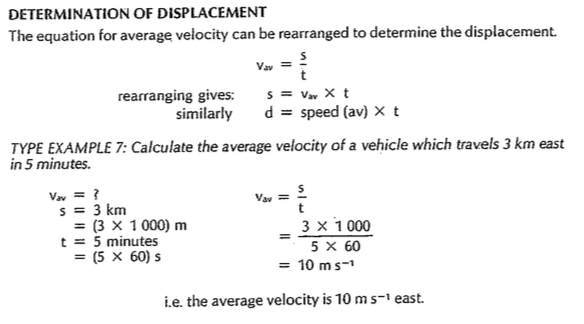 DETERMINATION OF DISPLACEMENT
The equation for average velocity can be rearranged to determine the displacement.
Vav = s/t
rearranging gives: s = Vav × t
similarly d = speed (av) × t
TYPE EXAMPLE 7: Calculate the average velocity of a vehicle which travels 3 km east
in 5 minutes.
Vav = ?
s = 3 km
= (3 × 1 000) m
t = 5 minutes
= (5 × 60) s
Vav = s/t
= 3 × 1 000 / 5 × 60
= 10 m s⁻¹
i.e. the average velocity is 10 m s⁻¹ east.